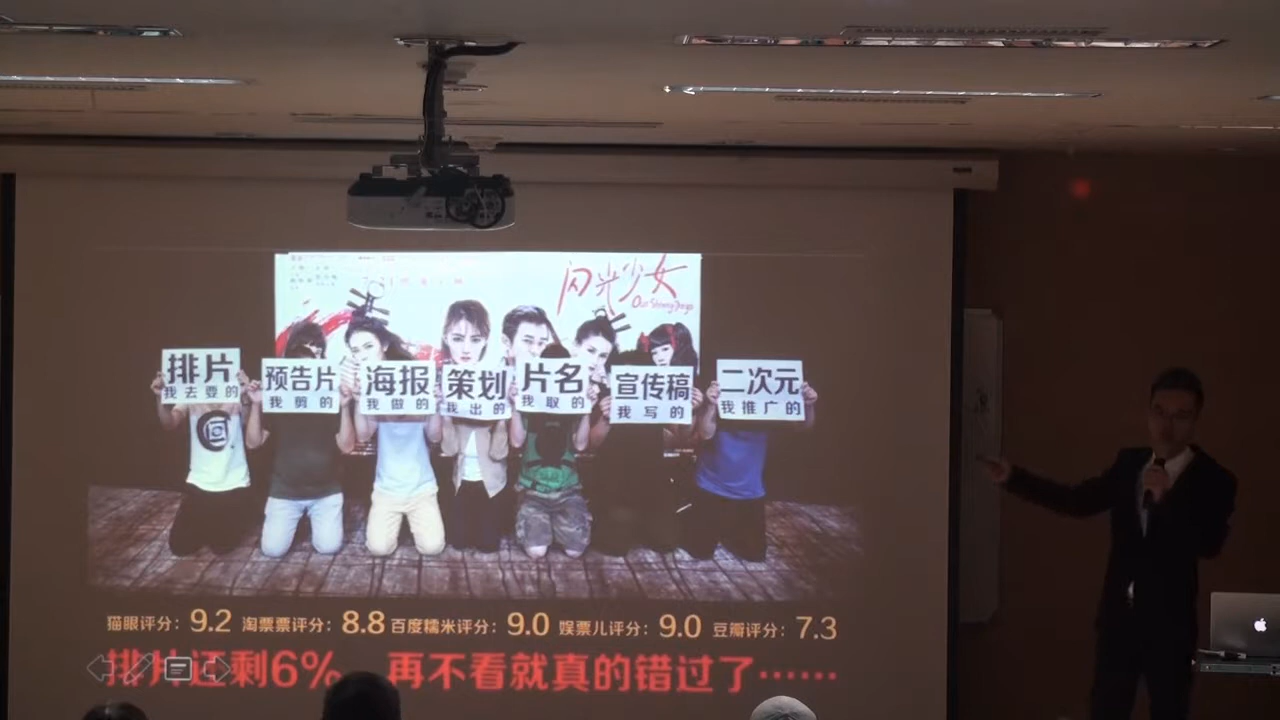 闪光少女
Our Shining Days
排片
我去要的
预告片
我剪的
海报
我做的
策划
我出的
片名
我取的
宣传稿
我写的
二次元
我推广的
猫眼评分：9.2 淘票票评分：8.8 百度糯米评分：9.0 娱票儿评分：9.0 豆瓣评分：7.3
排片还剩6% 再不看就真的错过了……